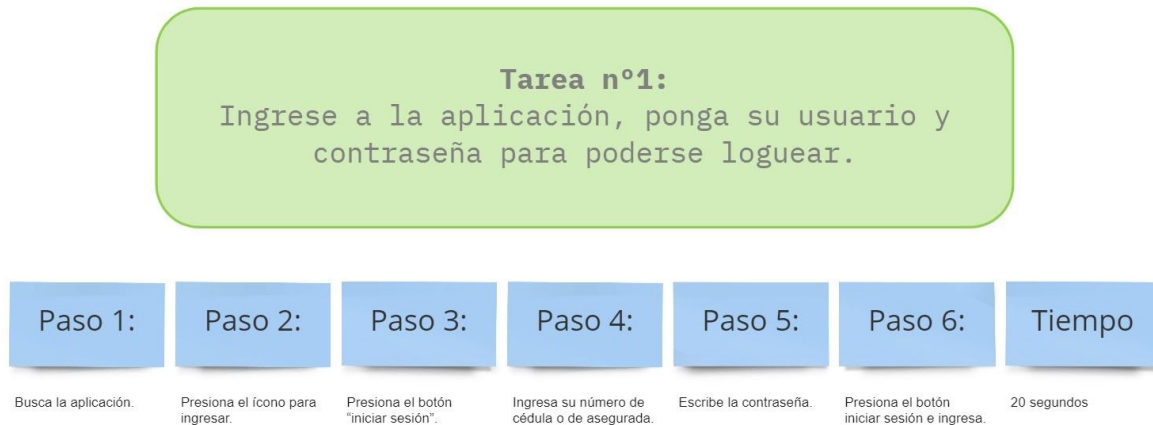 Tarea nº1:
Ingrese a la aplicación, ponga su usuario y
contraseña para poderse loguear.
Paso 1:
Busca la aplicación.
Paso 2:
Presiona el ícono para
ingresar.
Paso 3:
Presiona el botón
“iniciar sesión”.
Paso 4:
Ingresa su número de
cédula o de asegurada.
Paso 5:
Escribe la contraseña.
Paso 6:
Presiona el botón
iniciar sesión e ingresa.
Tiempo
20 segundos